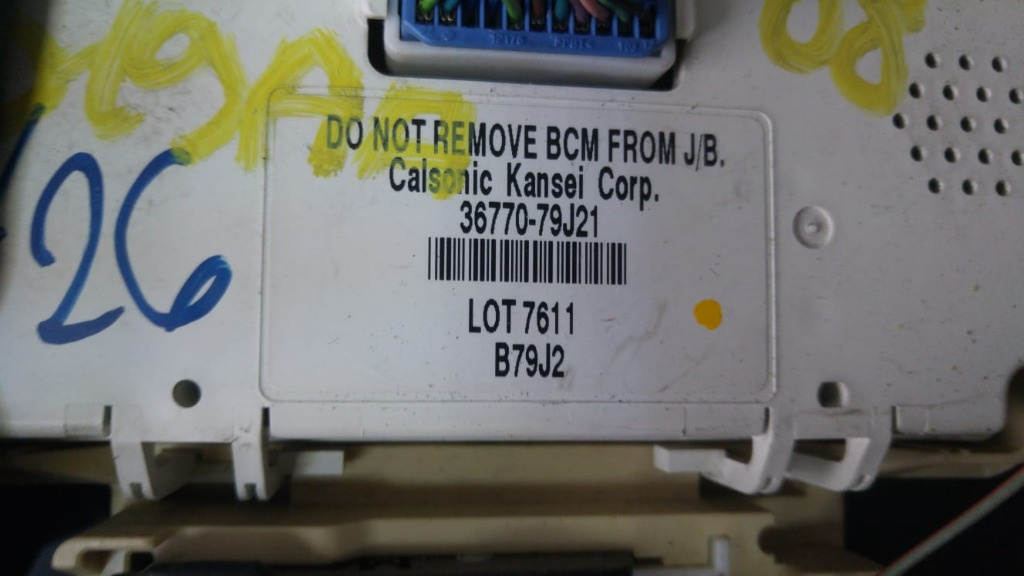 DO NOT REMOVE BCM FROM J/B.
Calsonic Kansei Corp.
36770-79J21
LOT 7611
B79J2
26